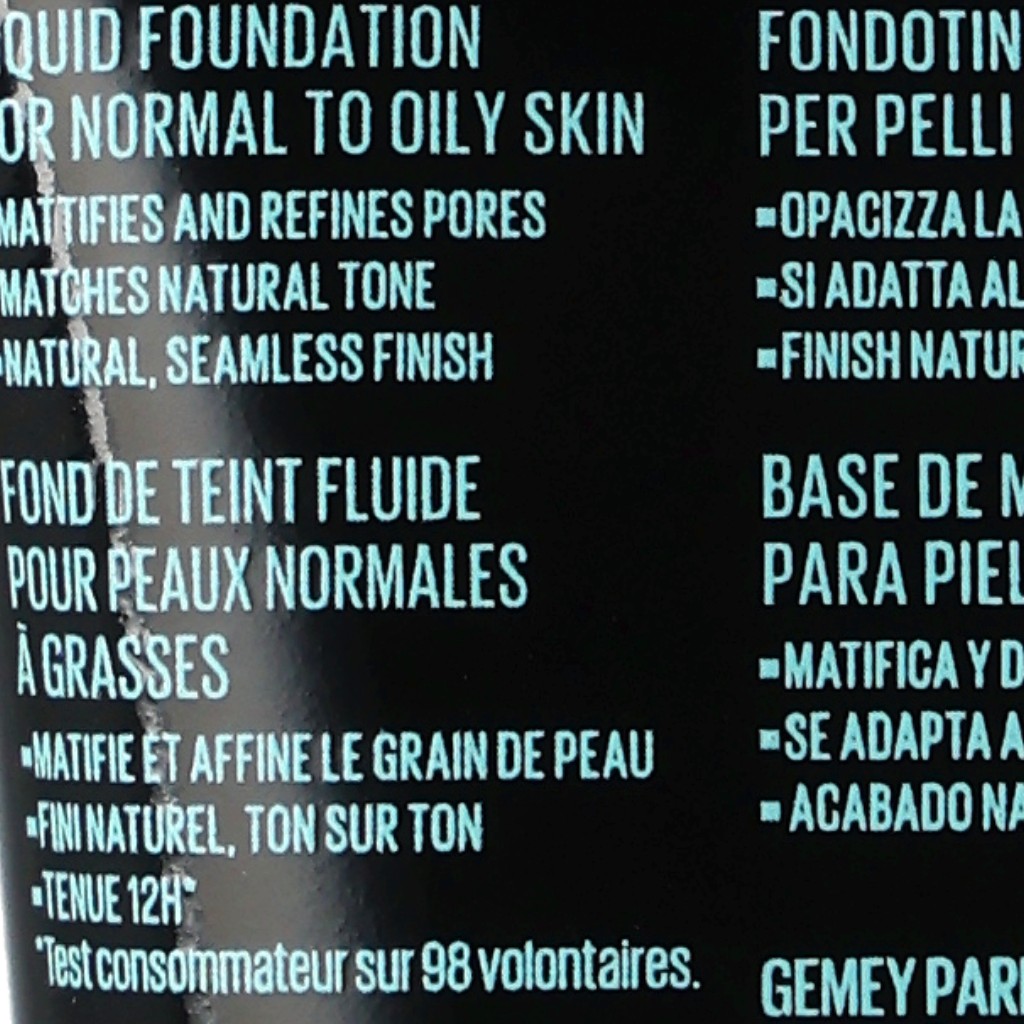 QUID FOUNDATION
OR NORMAL TO OILY SKIN
MATTIFIES AND REFINES PORES
MATCHES NATURAL TONE
▪NATURAL, SEAMLESS FINISH
FOND DE TEINT FLUIDE
POUR PEAUX NORMALES
À GRASSES
▪MATIFIE ET AFFINE LE GRAIN DE PEAU
▪FINI NATUREL, TON SUR TON
▪TENUE 12H*
*Test consommateur sur 98 volontaires.
FONDOTIN
PER PELLI
▪OPACIZZA LA
▪SI ADATTA AL
▪FINISH NATUR
BASE DE M
PARA PIEL
▪MATIFICA Y D
▪SE ADAPTA A
▪ACABADO NA
GEMEY PARI